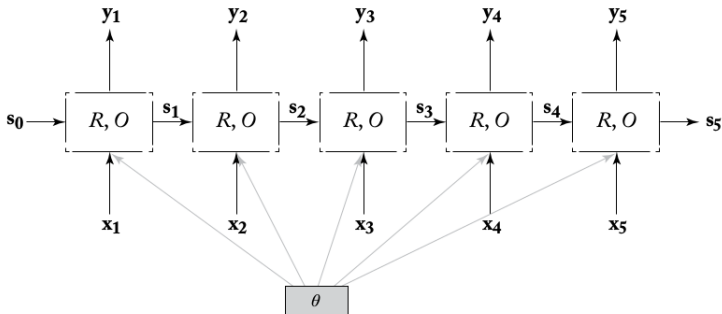 y1 y2 y3 y4 y5
s0 R, O s1 R, O s2 R, O s3 R, O s4 R, O s5
x1 x2 x3 x4 x5
θ